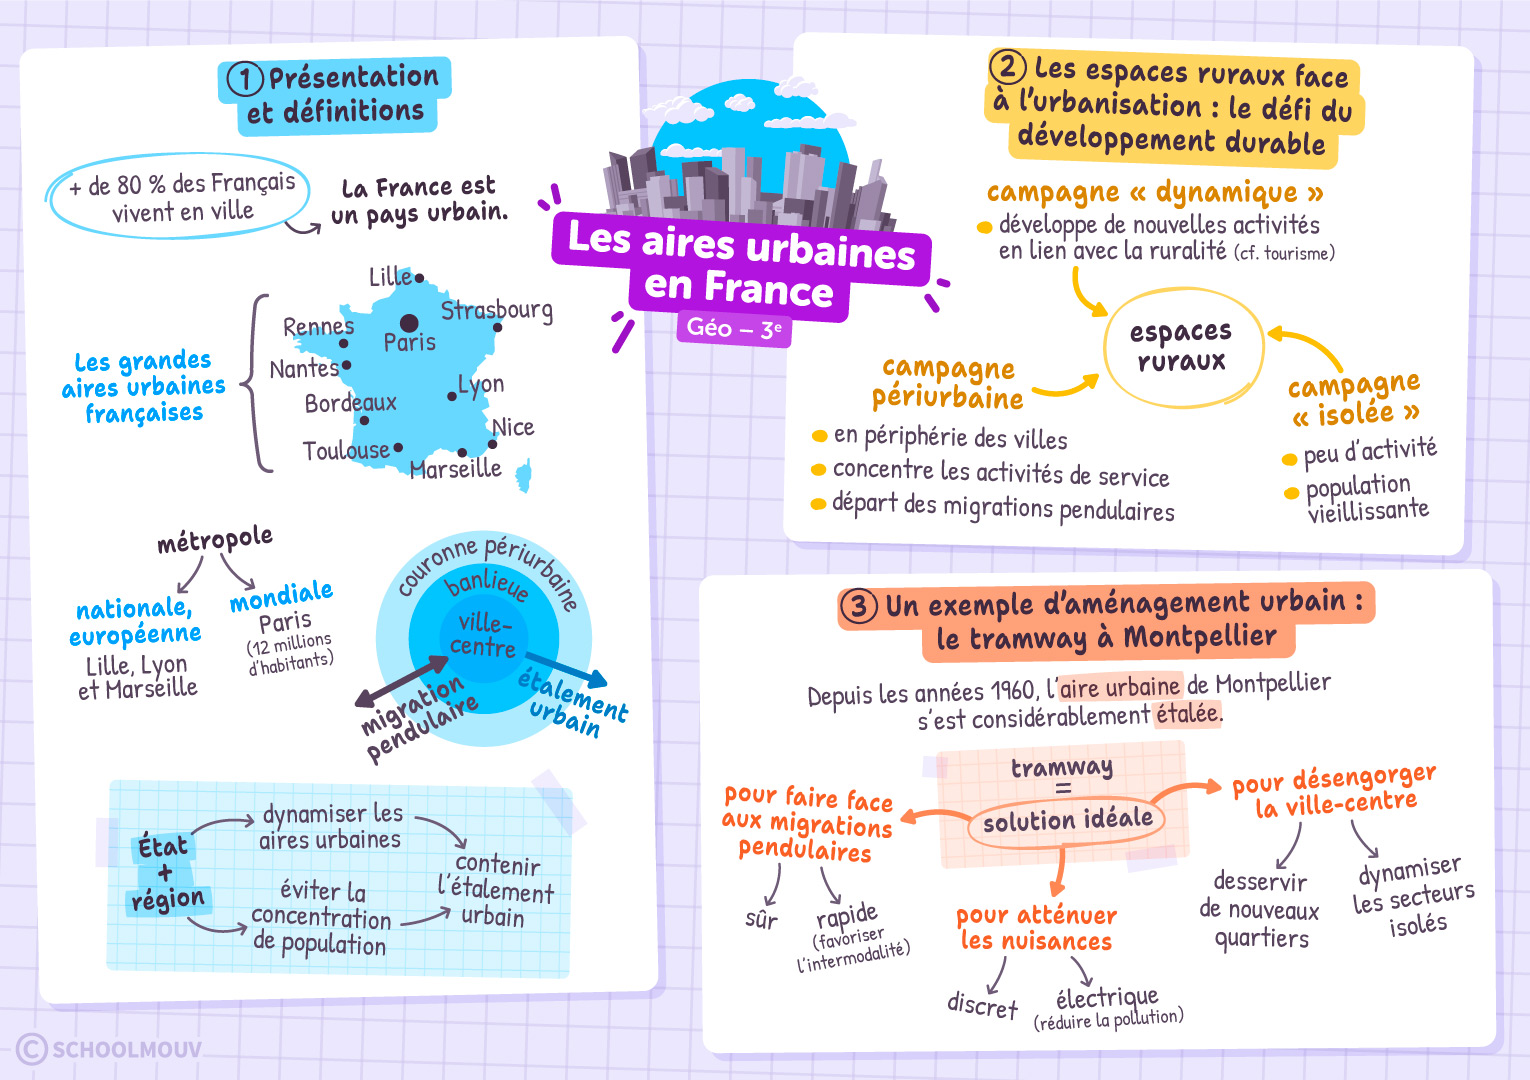 Les aires urbaines
en France
Géo – 3e
1 Présentation
et définitions
+ de 80 % des Français
vivent en ville
La France est
un pays urbain.
Les grandes
aires urbaines
françaises
Lille
Strasbourg
Rennes
Paris
Nantes
Lyon
Bordeaux
Nice
Toulouse
Marseille
métropole
nationale,
européenne
Lille, Lyon
et Marseille
mondiale
Paris
(12 millions
d'habitants)
couronne périurbaine
banlieue
ville-
centre
migration
pendulaire
étalement
urbain
État
+
région
dynamiser les
aires urbaines
éviter la
concentration
de population
contenir
l'étalement
urbain
2 Les espaces ruraux face
à l'urbanisation : le défi du
développement durable
campagne « dynamique »
développe de nouvelles activités
en lien avec la ruralité (cf. tourisme)
espaces
ruraux
campagne
périurbaine
en périphérie des villes
concentre les activités de service
départ des migrations pendulaires
campagne
« isolée »
peu d'activité
population
vieillissante
3 Un exemple d'aménagement urbain :
le tramway à Montpellier
Depuis les années 1960, l'aire urbaine de Montpellier
s'est considérablement étalée.
tramway
=
solution idéale
pour faire face
aux migrations
pendulaires
sûr
rapide
(favoriser
l'intermodalité)
pour atténuer
les nuisances
discret
électrique
(réduire la pollution)
pour désengorger
la ville-centre
desservir
de nouveaux
quartiers
dynamiser
les secteurs
isolés
© SCHOOLMOUV